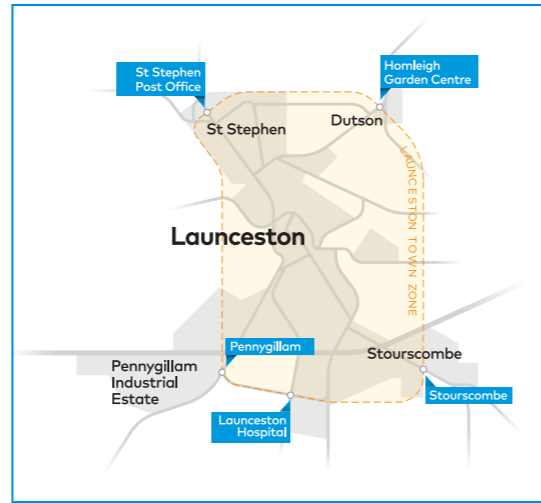 St Stephen
Post Office
Homleigh
Garden Centre
St Stephen
Dutson
LAUNCESTON TOWN ZONE
Launceston
Pennygillam
Stourscombe
Pennygillam
Industrial
Estate
Stourscombe
Launceston
Hospital